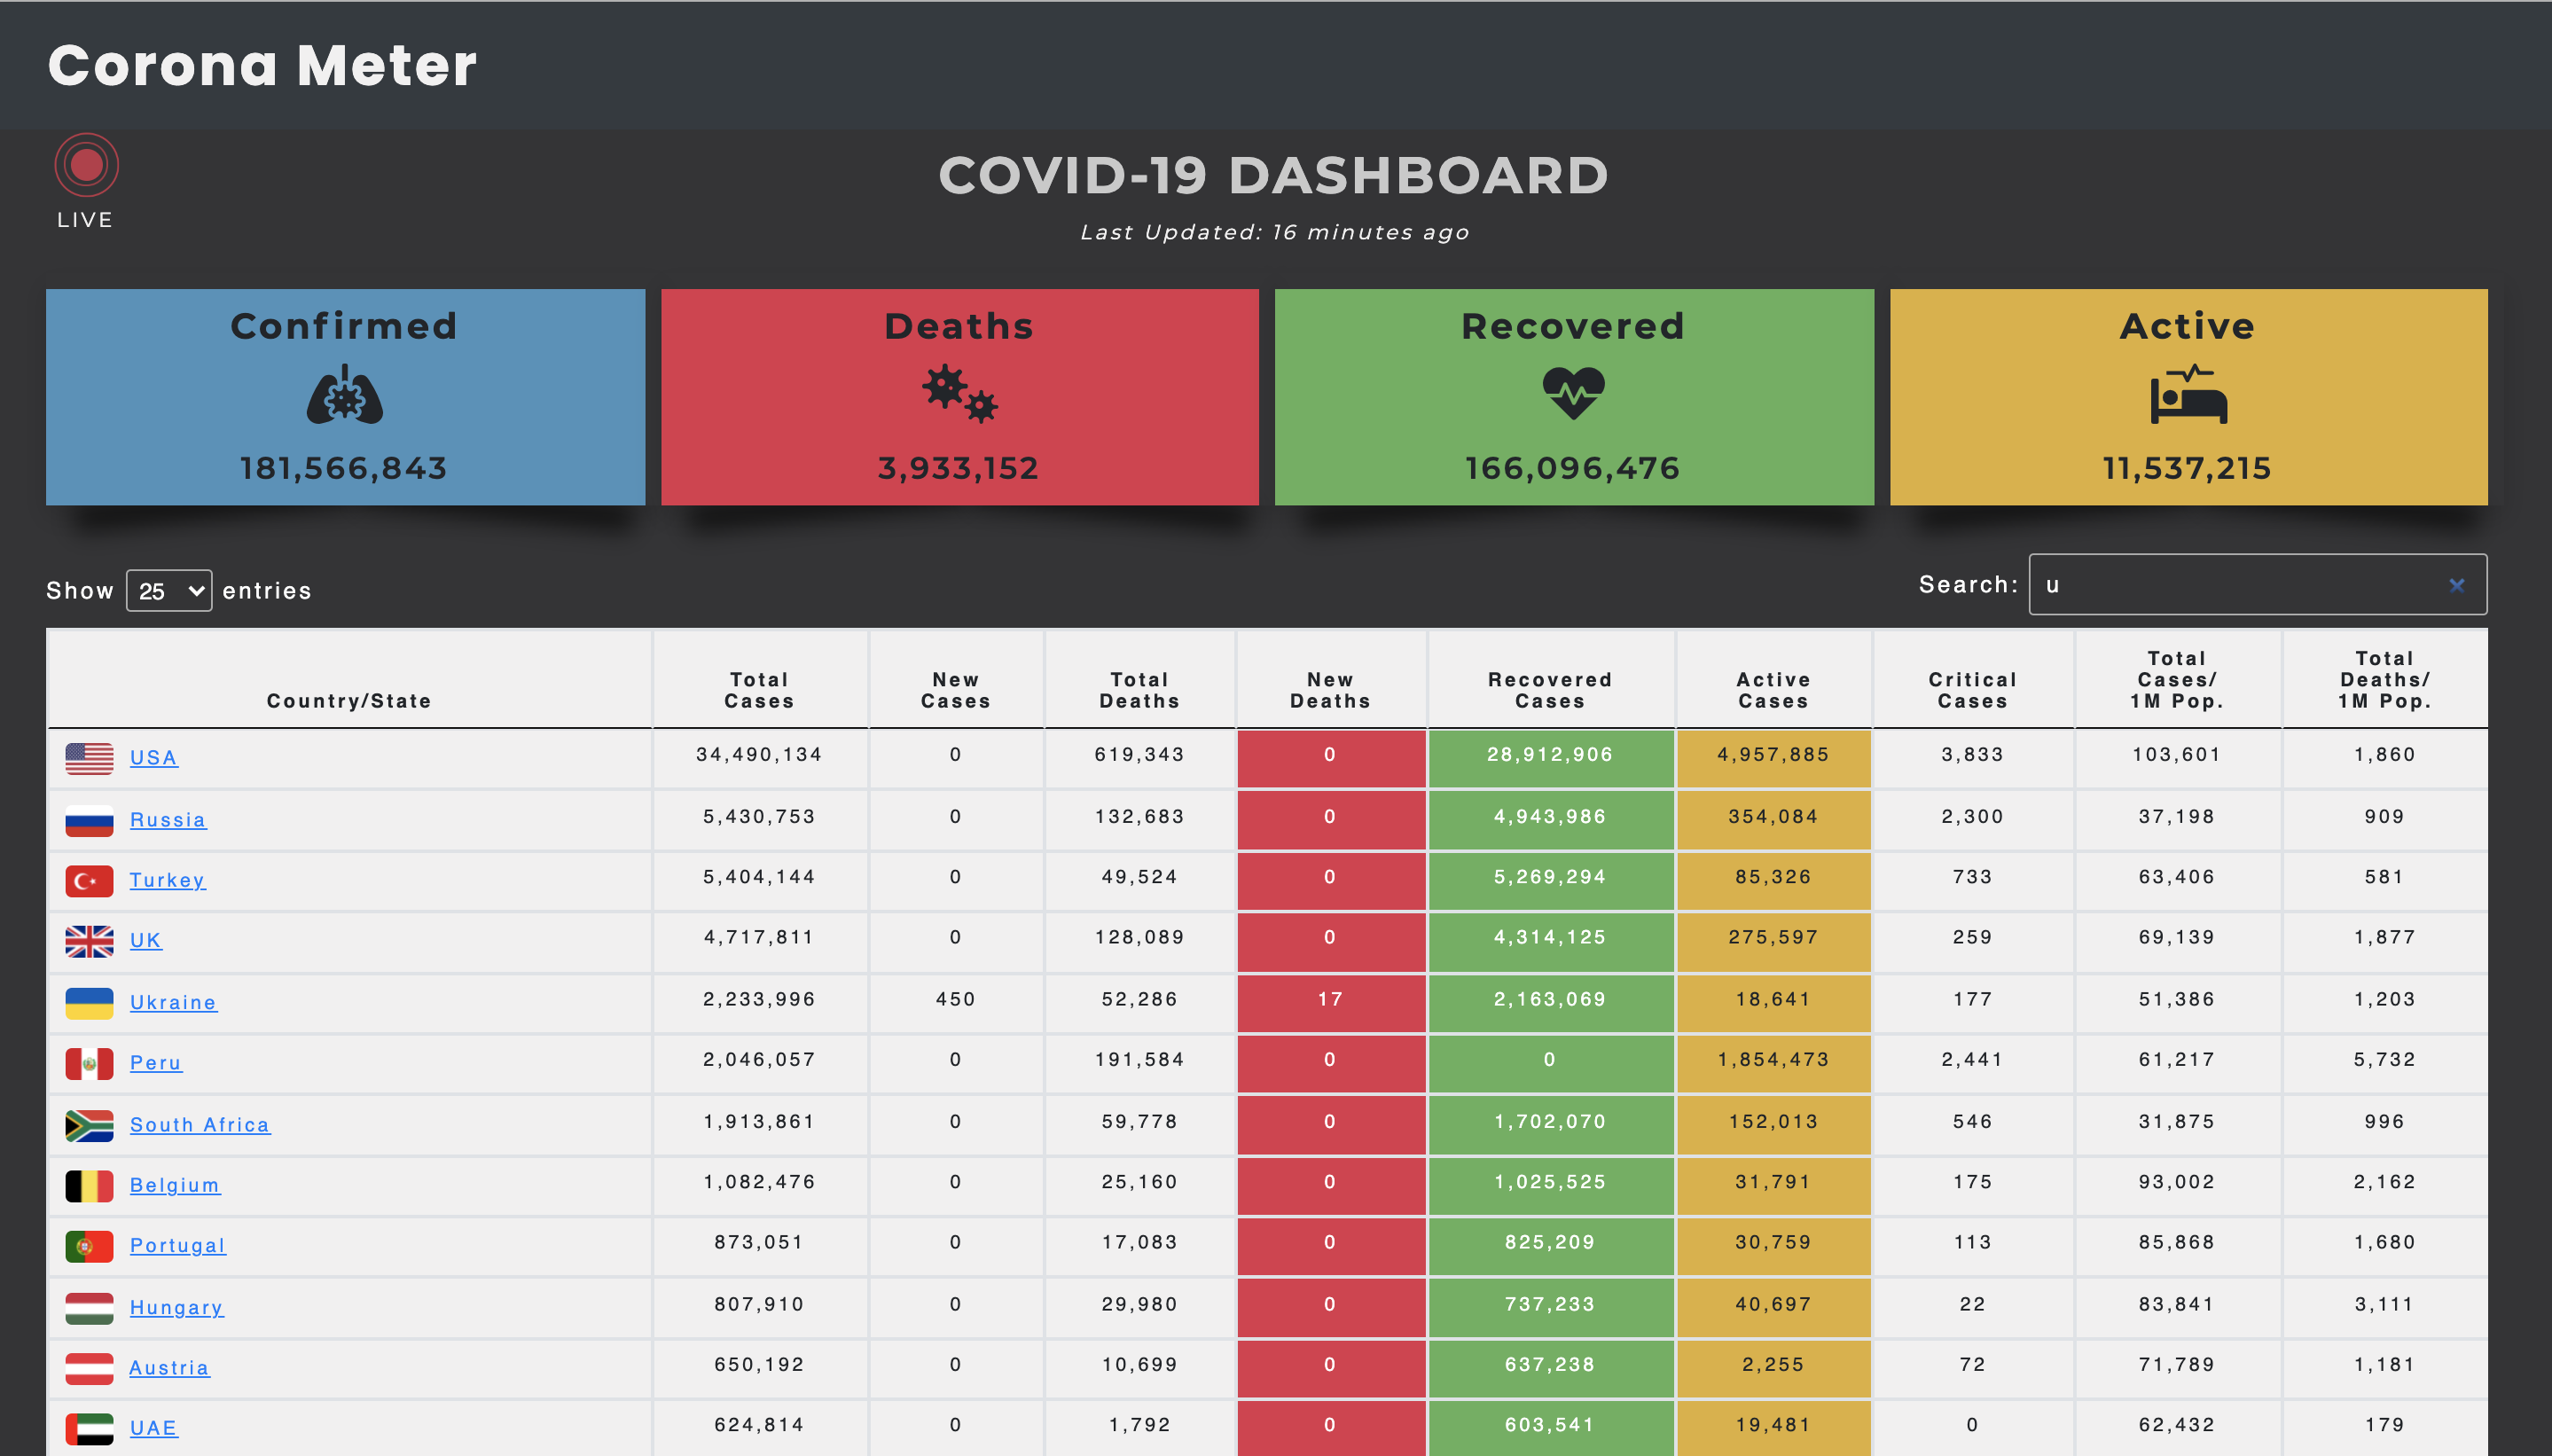 Corona Meter
LIVE
COVID-19 DASHBOARD
Last Updated: 16 minutes ago
Confirmed
181,566,843
Deaths
3,933,152
Recovered
166,096,476
Active
11,537,215
Show 25 entries
Search: u
Country/State Total Cases New Cases Total Deaths New Deaths Recovered Cases Active Cases Critical Cases Total Cases/ 1M Pop. Total Deaths/ 1M Pop.
USA 34,490,134 0 619,343 0 28,912,906 4,957,885 3,833 103,601 1,860
Russia 5,430,753 0 132,683 0 4,943,986 354,084 2,300 37,198 909
Turkey 5,404,144 0 49,524 0 5,269,294 85,326 733 63,406 581
UK 4,717,811 0 128,089 0 4,314,125 275,597 259 69,139 1,877
Ukraine 2,233,996 450 52,286 17 2,163,069 18,641 177 51,386 1,203
Peru 2,046,057 0 191,584 0 0 1,854,473 2,441 61,217 5,732
South Africa 1,913,861 0 59,778 0 1,702,070 152,013 546 31,875 996
Belgium 1,082,476 0 25,160 0 1,025,525 31,791 175 93,002 2,162
Portugal 873,051 0 17,083 0 825,209 30,759 113 85,868 1,680
Hungary 807,910 0 29,980 0 737,233 40,697 22 83,841 3,111
Austria 650,192 0 10,699 0 637,238 2,255 72 71,789 1,181
UAE 624,814 0 1,792 0 603,541 19,481 0 62,432 179